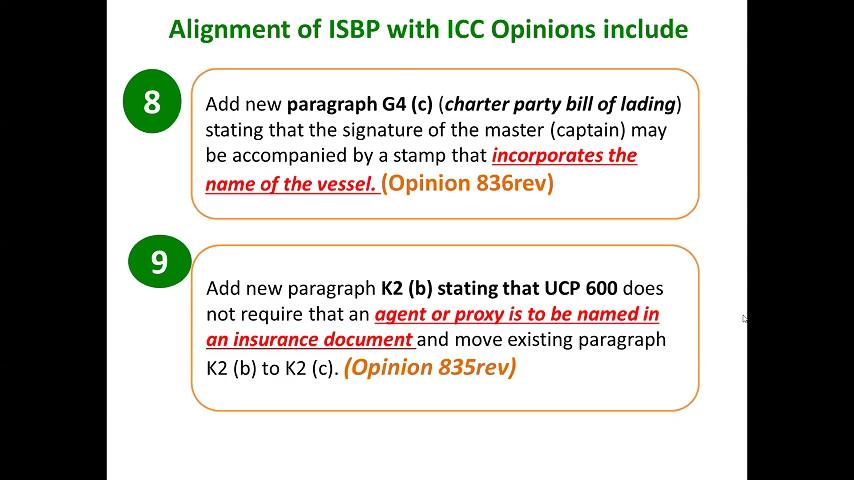 Alignment of ISBP with ICC Opinions include
8
Add new paragraph G4 (c) (charter party bill of lading)
stating that the signature of the master (captain) may
be accompanied by a stamp that incorporates the
name of the vessel. (Opinion 836rev)
9
Add new paragraph K2 (b) stating that UCP 600 does
not require that an agent or proxy is to be named in
an insurance document and move existing paragraph
K2 (b) to K2 (c). (Opinion 835rev)